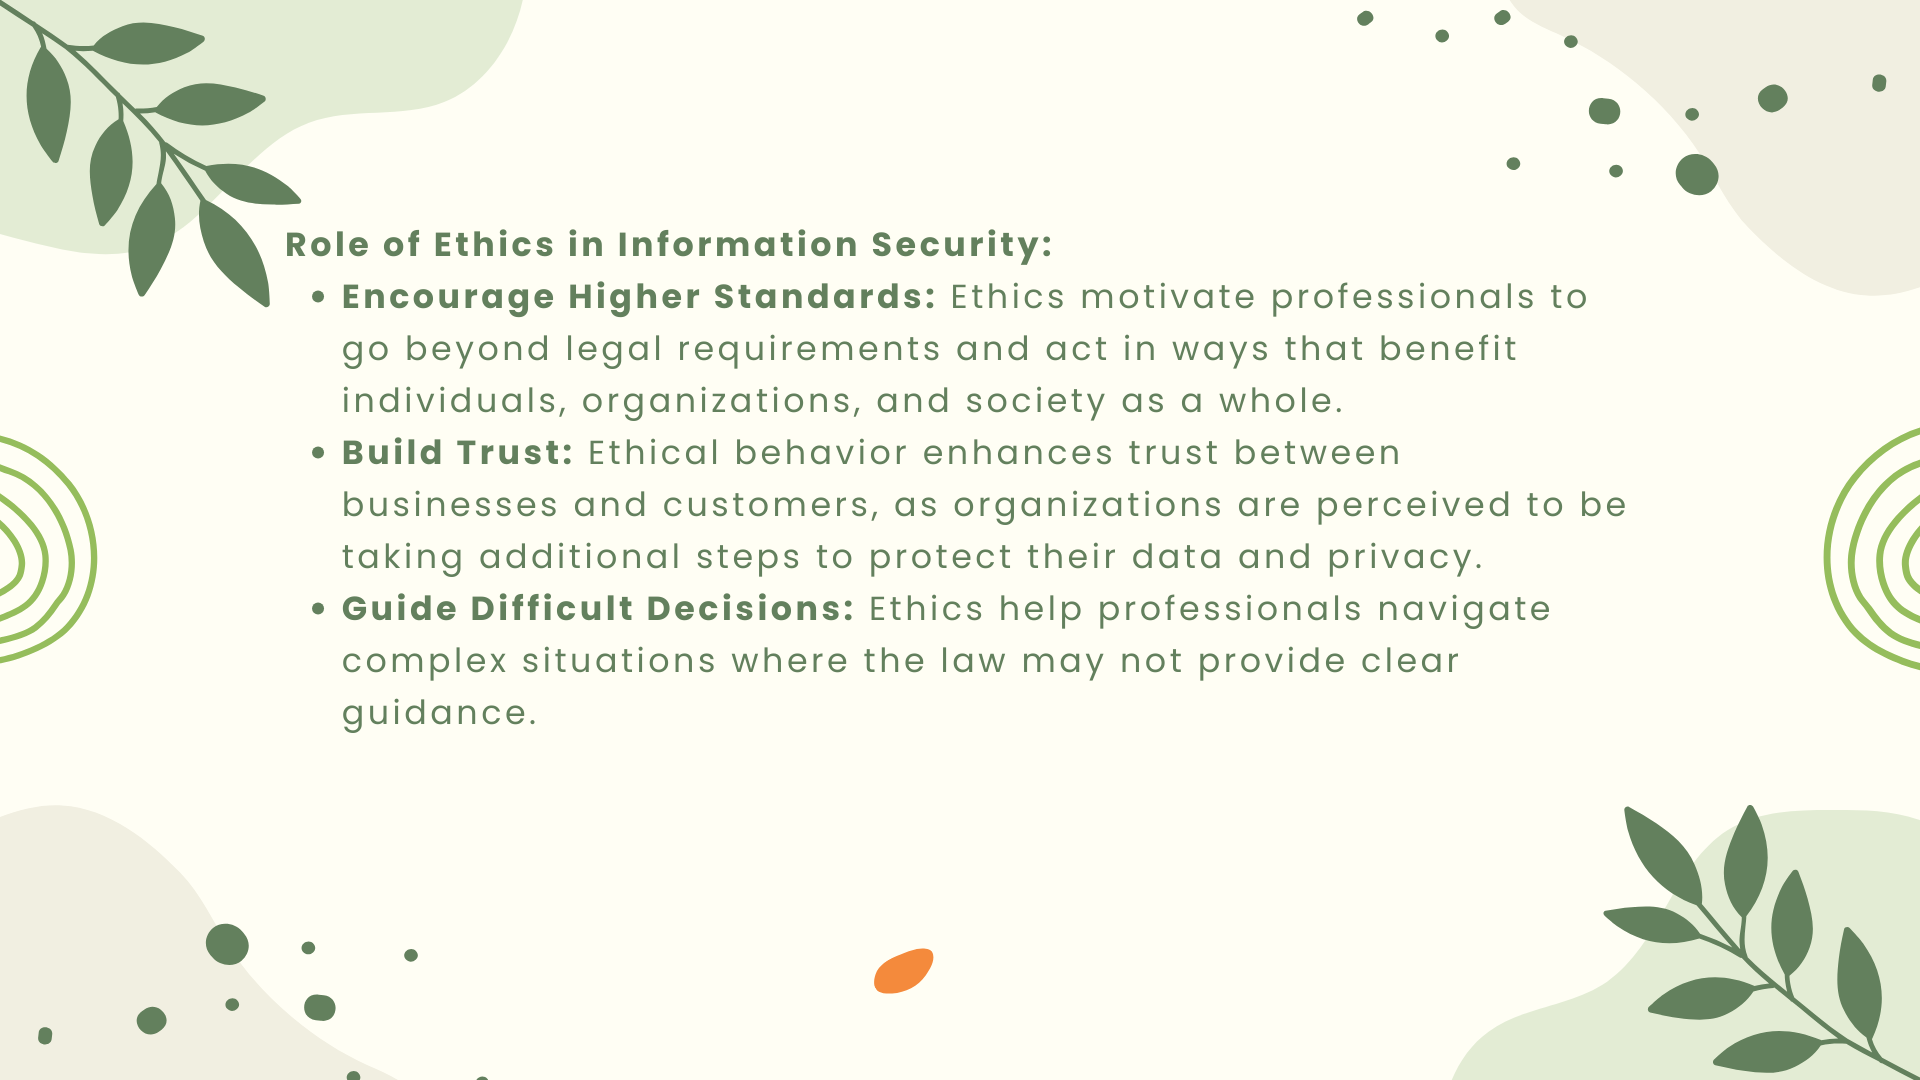 Role of Ethics in Information Security:
• Encourage Higher Standards: Ethics motivate professionals to
go beyond legal requirements and act in ways that benefit
individuals, organizations, and society as a whole.
• Build Trust: Ethical behavior enhances trust between
businesses and customers, as organizations are perceived to be
taking additional steps to protect their data and privacy.
• Guide Difficult Decisions: Ethics help professionals navigate
complex situations where the law may not provide clear
guidance.